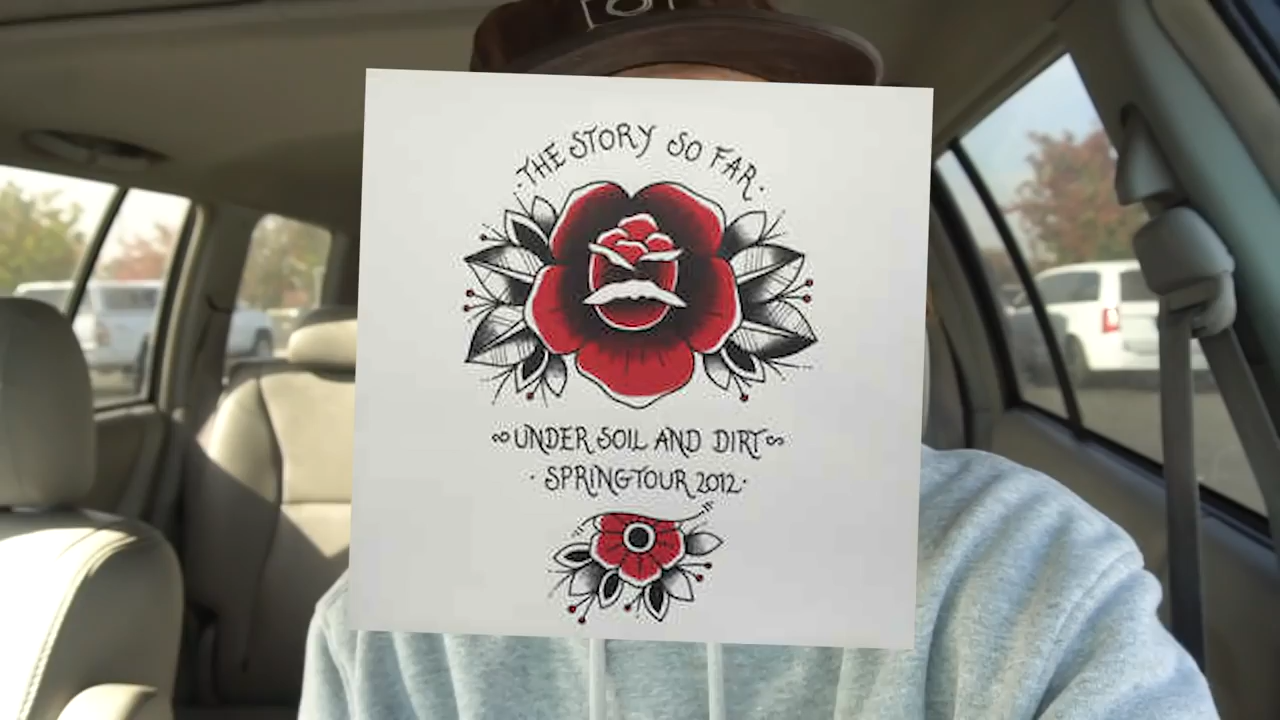 THE STORY SO FAR
UNDER SOIL AND DIRT
SPRING TOUR 2012